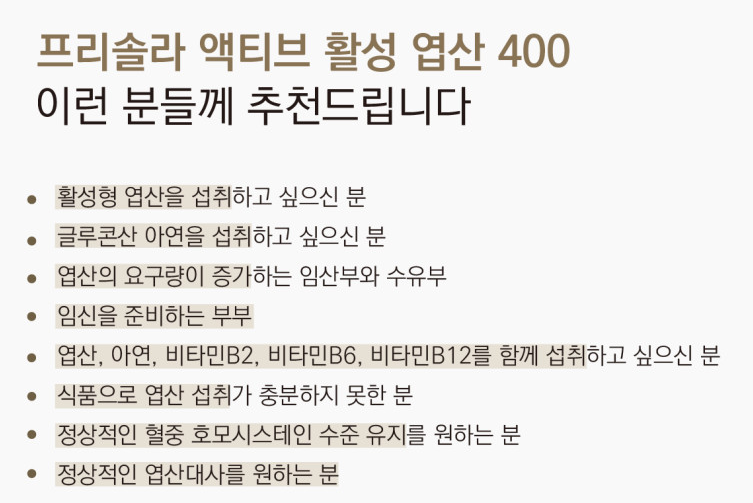 프리솔라 액티브 활성 엽산 400
이런 분들께 추천드립니다
• 활성형 엽산을 섭취하고 싶으신 분
• 글루콘산 아연을 섭취하고 싶으신 분
• 엽산의 요구량이 증가하는 임산부와 수유부
• 임신을 준비하는 부부
• 엽산, 아연, 비타민B2, 비타민B6, 비타민B12를 함께 섭취하고 싶으신 분
• 식품으로 엽산 섭취가 충분하지 못한 분
• 정상적인 혈중 호모시스테인 수준 유지를 원하는 분
• 정상적인 엽산대사를 원하는 분